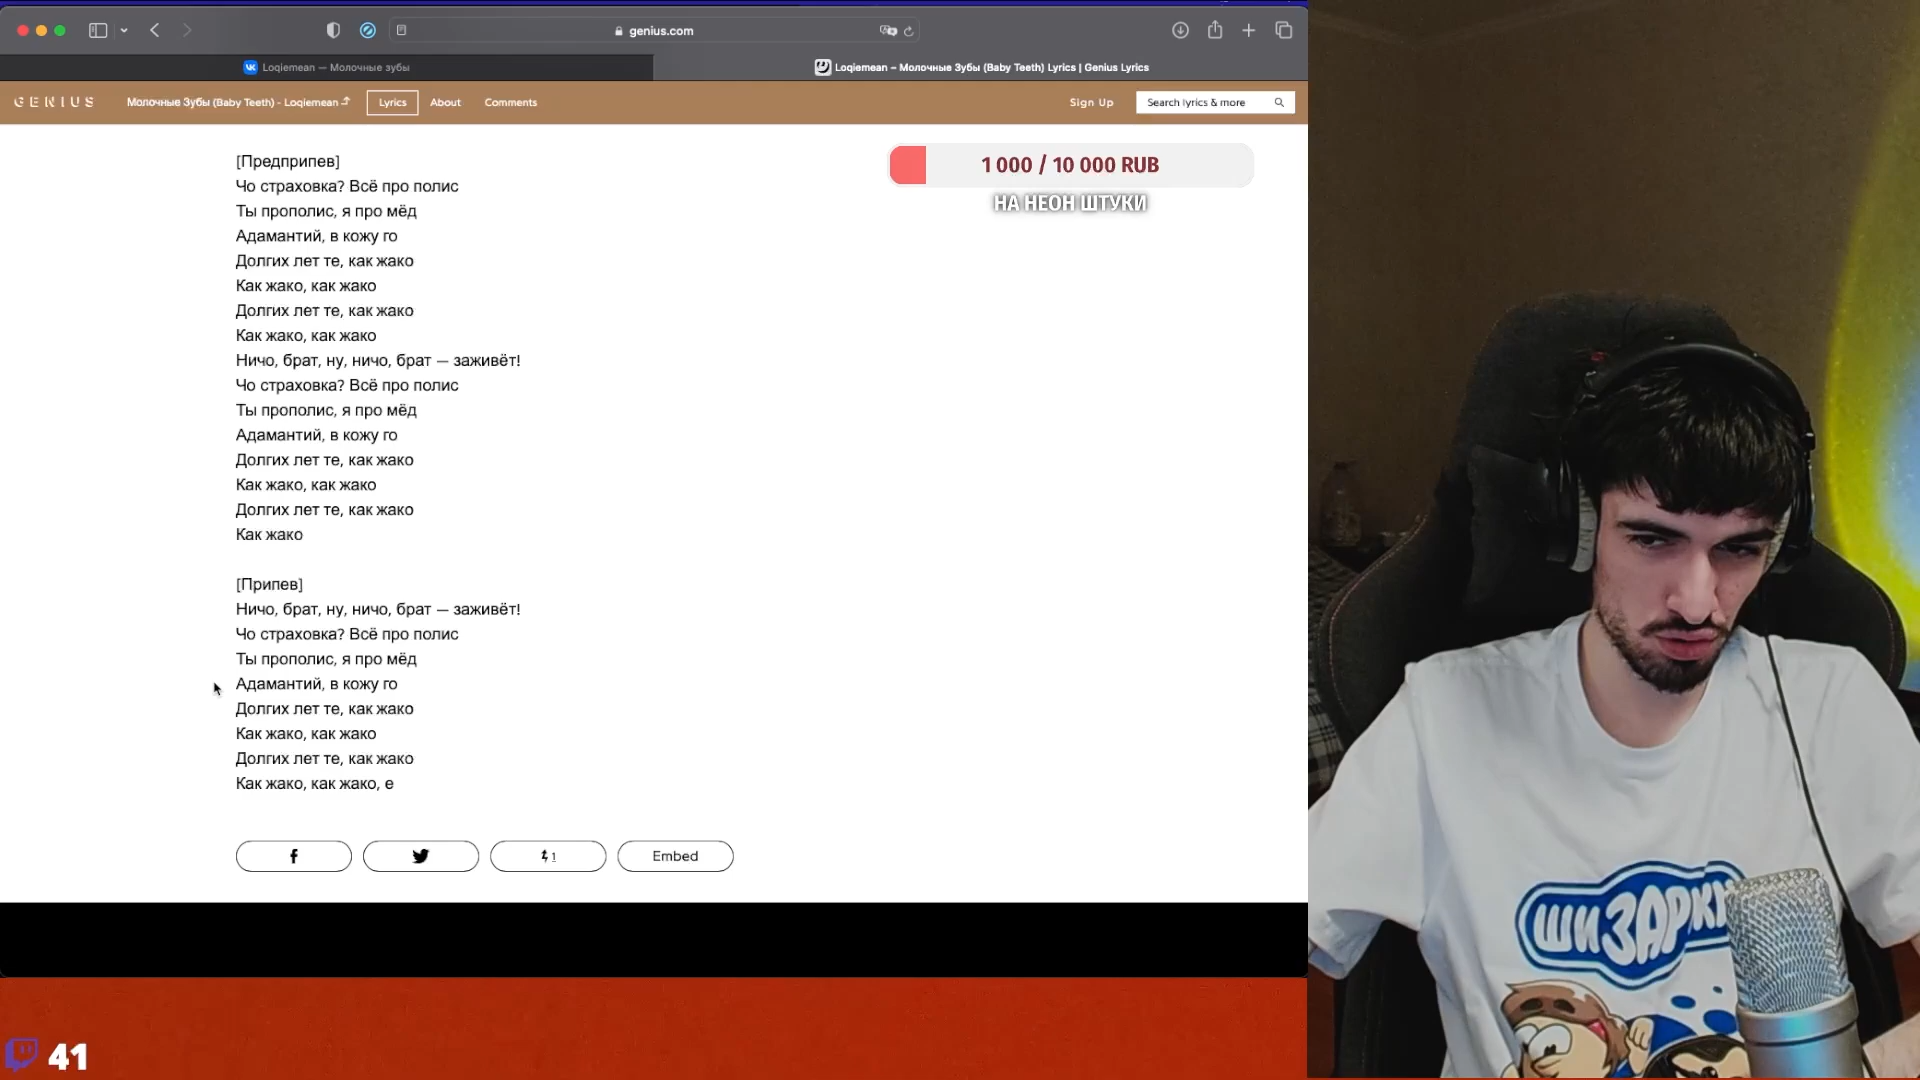 genius.com
Loqiemean — Молочные зубы
Loqiemean – Молочные Зубы (Baby Teeth) Lyrics | Genius Lyrics
GENIUS
Молочные Зубы (Baby Teeth) - Loqiemean
Lyrics
About
Comments
Sign Up
Search lyrics & more
[Предприпев]
Чо страховка? Всё про полис
Ты прополис, я про мёд
Адамантий, в кожу го
Долгих лет те, как жако
Как жако, как жако
Долгих лет те, как жако
Как жако, как жако
Ничо, брат, ну, ничо, брат — заживёт!
Чо страховка? Всё про полис
Ты прополис, я про мёд
Адамантий, в кожу го
Долгих лет те, как жако
Как жако, как жако
Долгих лет те, как жако
Как жако
[Припев]
Ничо, брат, ну, ничо, брат — заживёт!
Чо страховка? Всё про полис
Ты прополис, я про мёд
Адамантий, в кожу го
Долгих лет те, как жако
Как жако, как жако
Долгих лет те, как жако
Как жако, как жако, е
1
Embed
1 000 / 10 000 RUB
НА НЕОН ШТУКИ
41